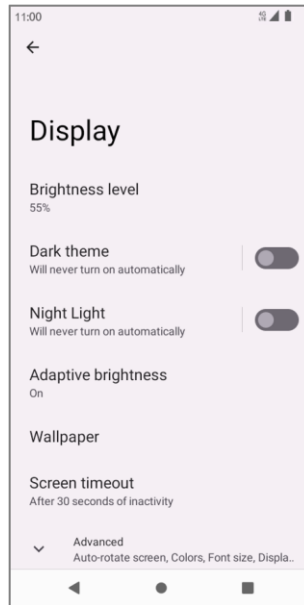 11:00
4G
Display
Brightness level
55%
Dark theme
Will never turn on automatically
Night Light
Will never turn on automatically
Adaptive brightness
On
Wallpaper
Screen timeout
After 30 seconds of inactivity
Advanced
Auto-rotate screen, Colors, Font size, Displa..